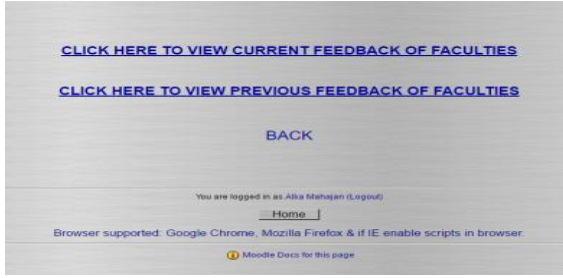 CLICK HERE TO VIEW CURRENT FEEDBACK OF FACULTIES
CLICK HERE TO VIEW PREVIOUS FEEDBACK OF FACULTIES
BACK
You are logged in as Alka Mahajan (Logout)
Home
Browser supported: Google Chrome, Mozilla Firefox & if IE enable scripts in browser.
Moodle Docs for this page